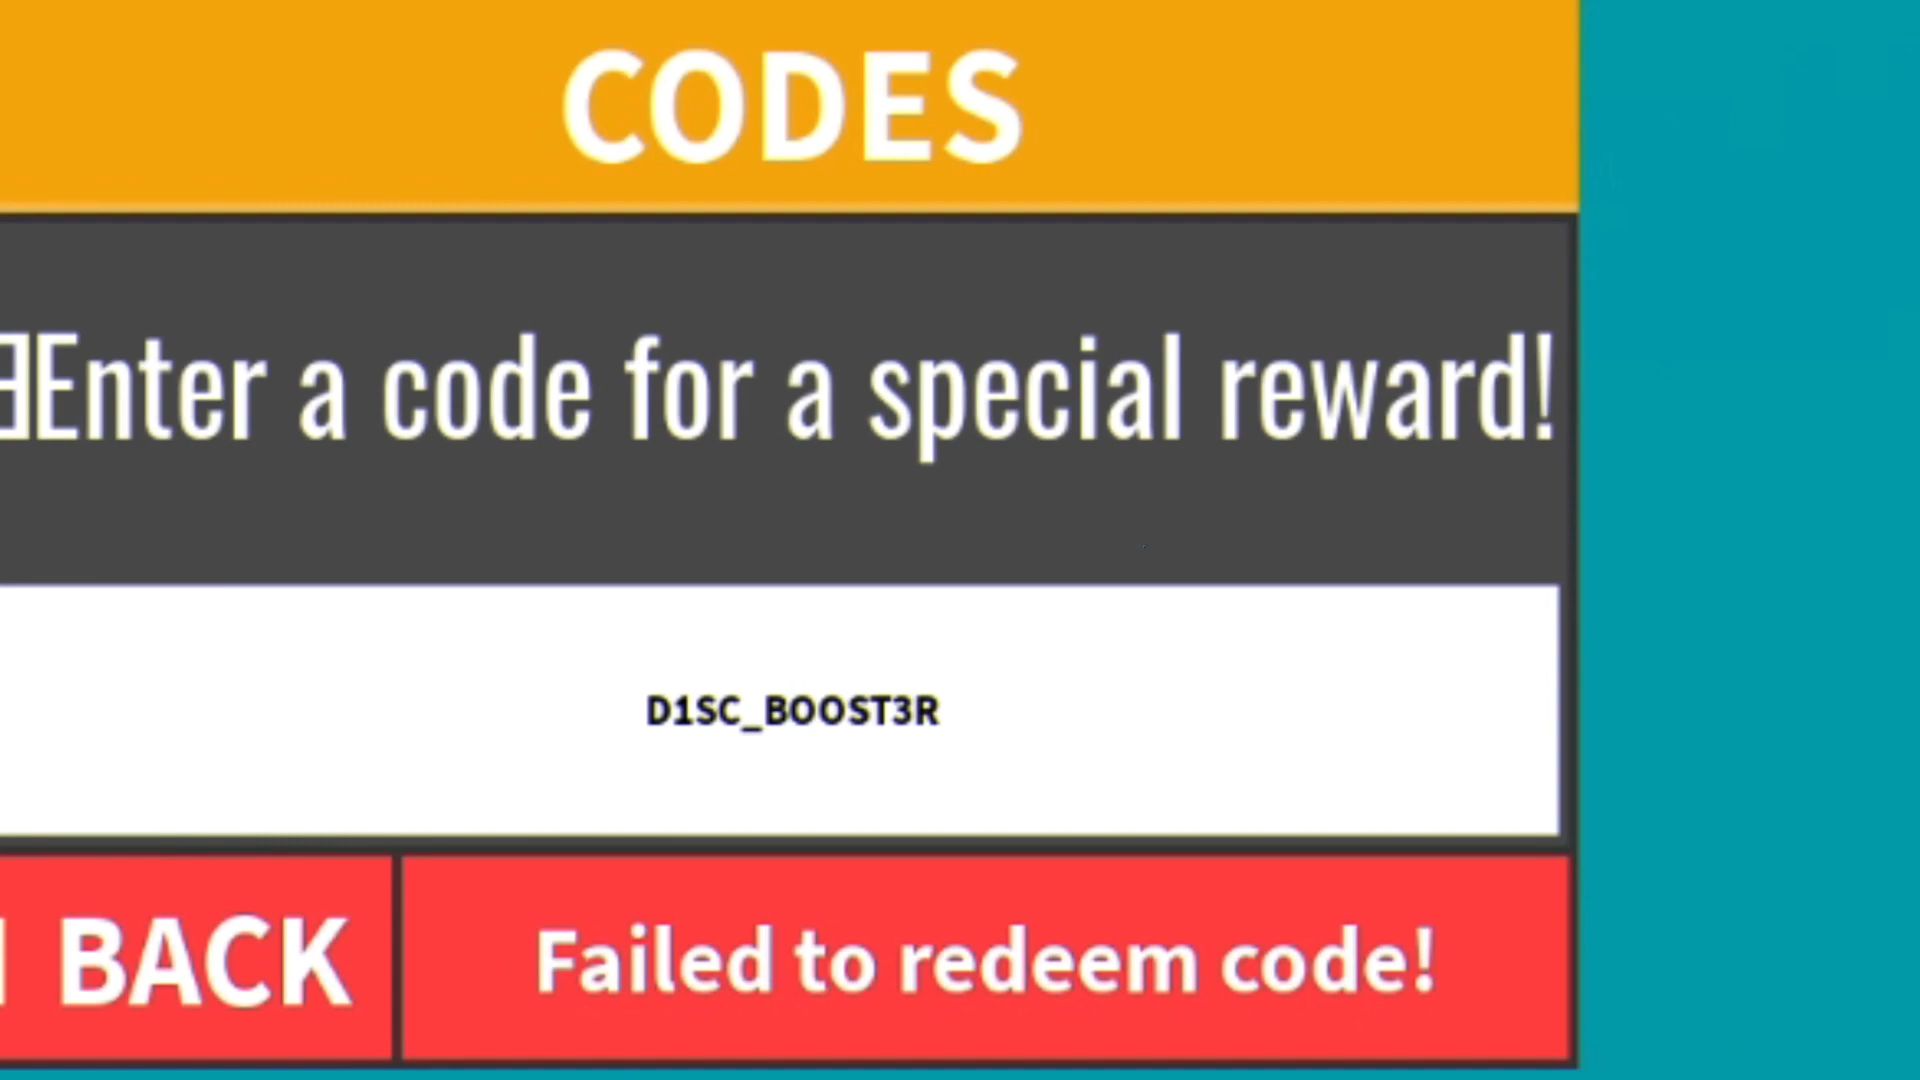 CODES
Enter a code for a special reward!
D1SC_BOOST3R
BACK
Failed to redeem code!